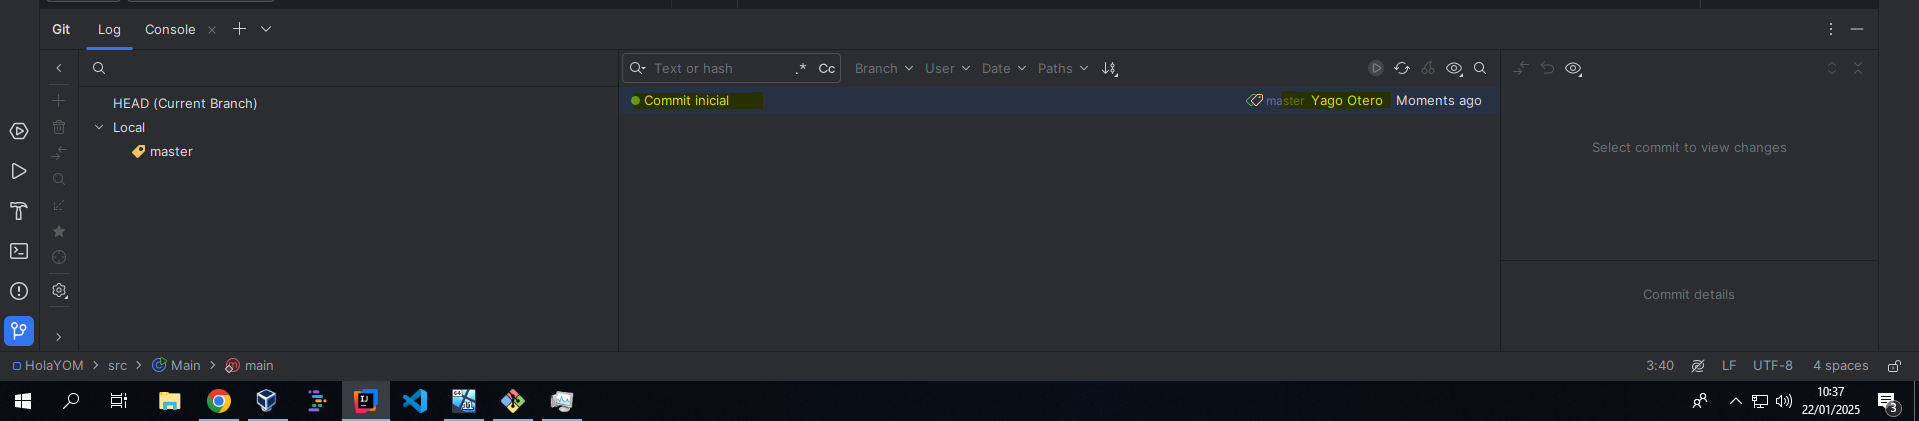 Git Log Console
Text or hash .* Cc Branch User Date Paths
HEAD (Current Branch)
Local
master
Commit inicial master Yago Otero Moments ago
Select commit to view changes
Commit details
HolaYOM src Main main 3:40 LF UTF-8 4 spaces
10:37
22/01/2025
3